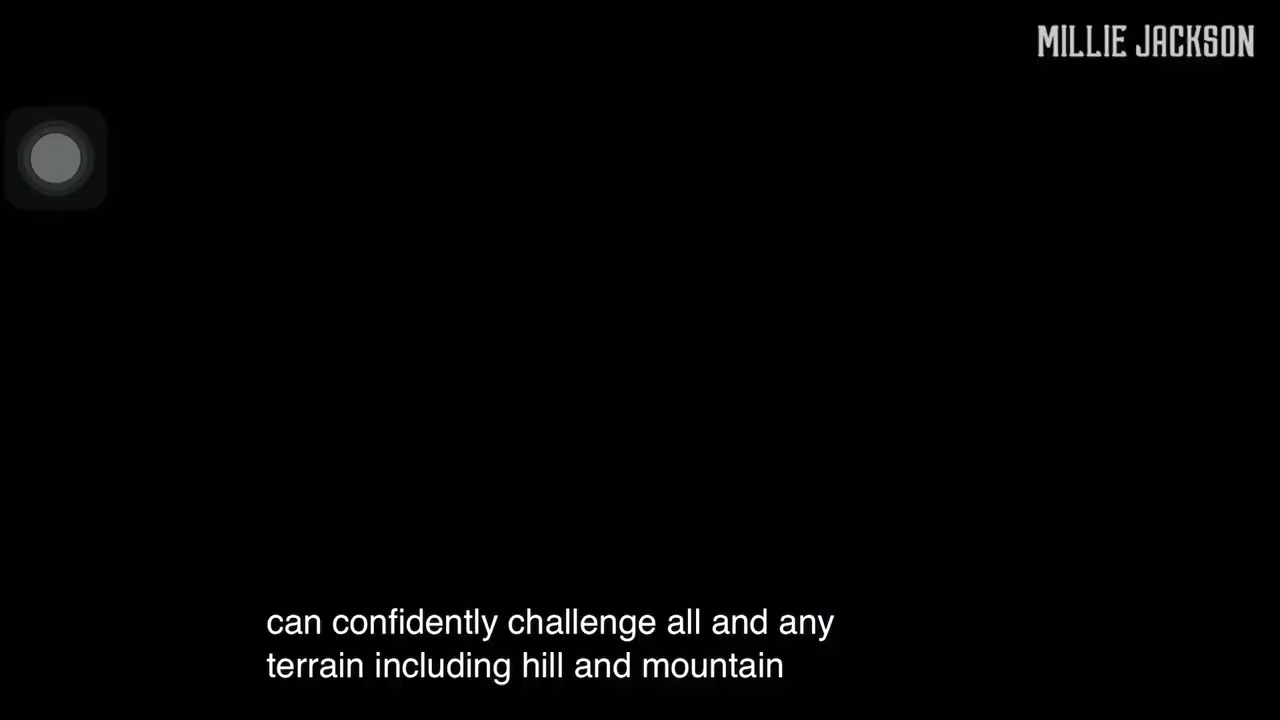 MILLIE JACKSON
can confidently challenge all and any
terrain including hill and mountain